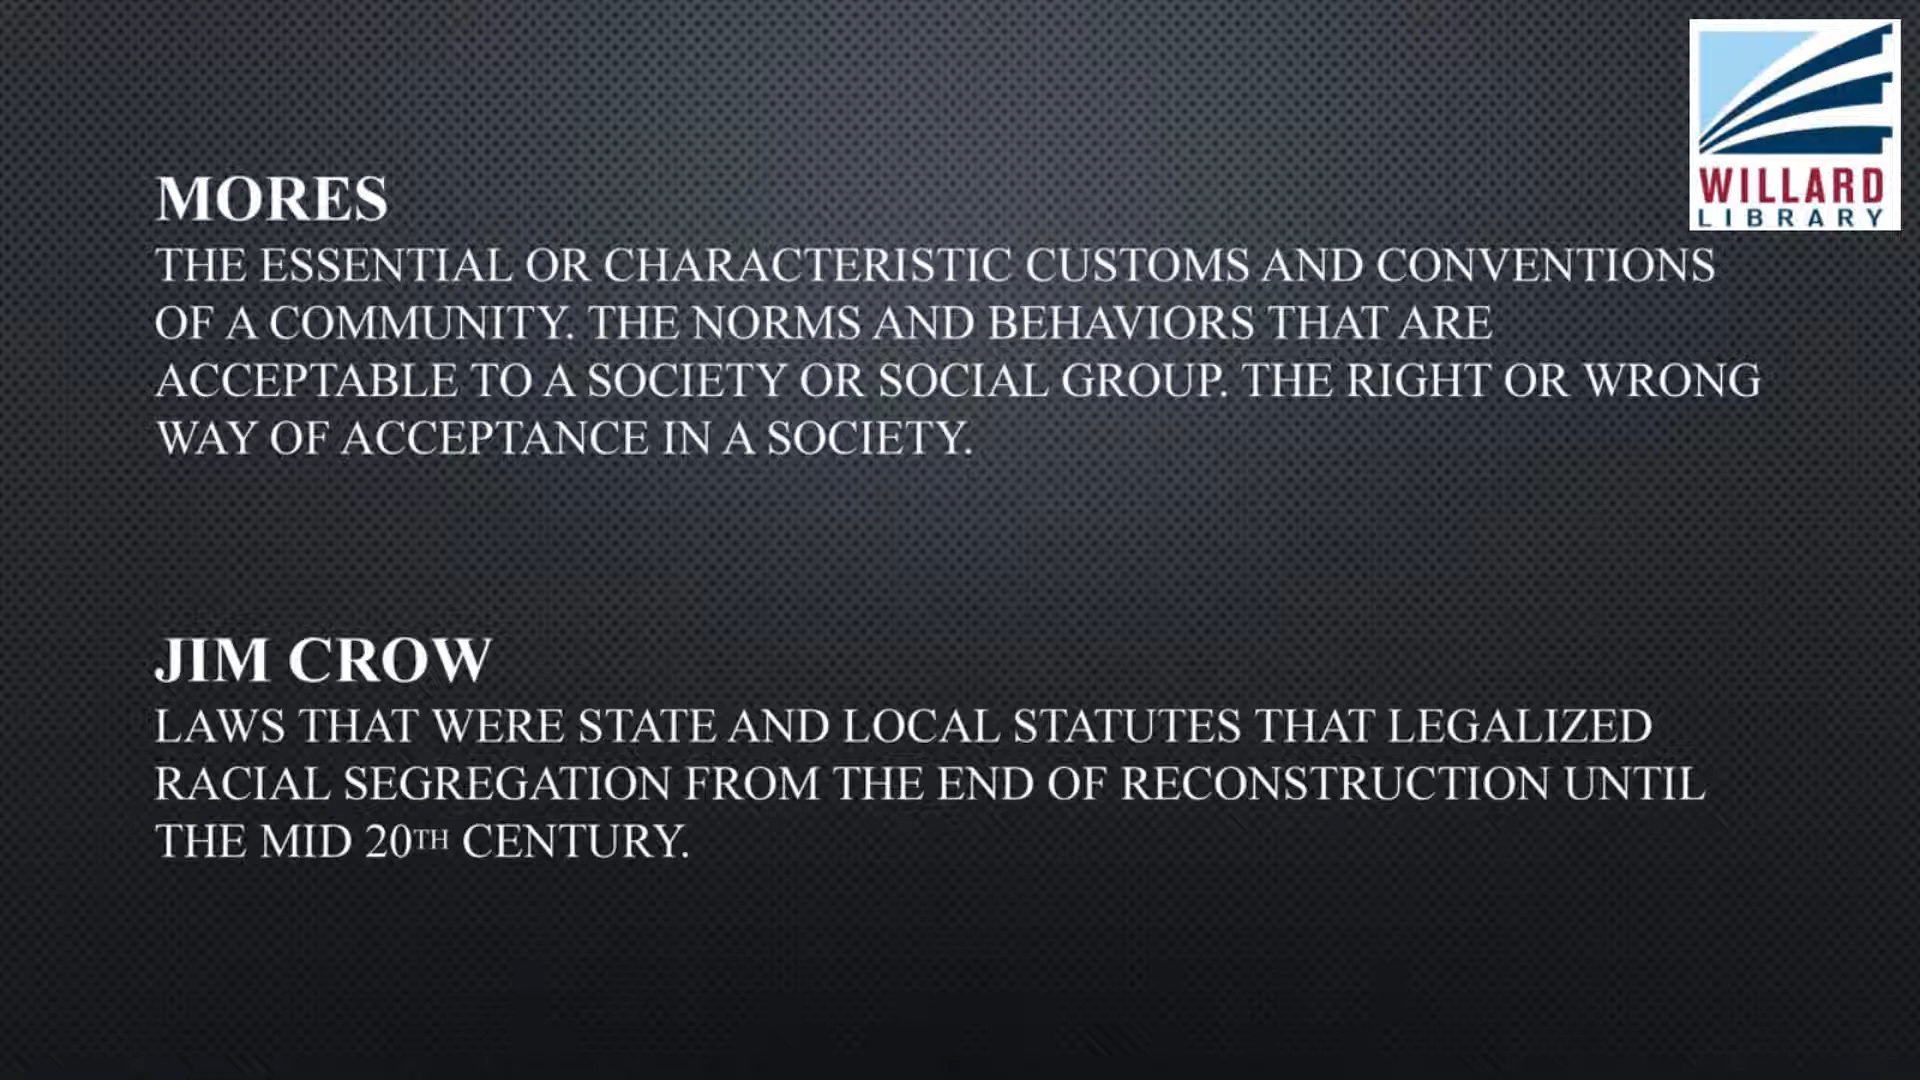 WILLARD
LIBRARY
MORES
THE ESSENTIAL OR CHARACTERISTIC CUSTOMS AND CONVENTIONS
OF A COMMUNITY. THE NORMS AND BEHAVIORS THAT ARE
ACCEPTABLE TO A SOCIETY OR SOCIAL GROUP. THE RIGHT OR WRONG
WAY OF ACCEPTANCE IN A SOCIETY.
JIM CROW
LAWS THAT WERE STATE AND LOCAL STATUTES THAT LEGALIZED
RACIAL SEGREGATION FROM THE END OF RECONSTRUCTION UNTIL
THE MID 20TH CENTURY.